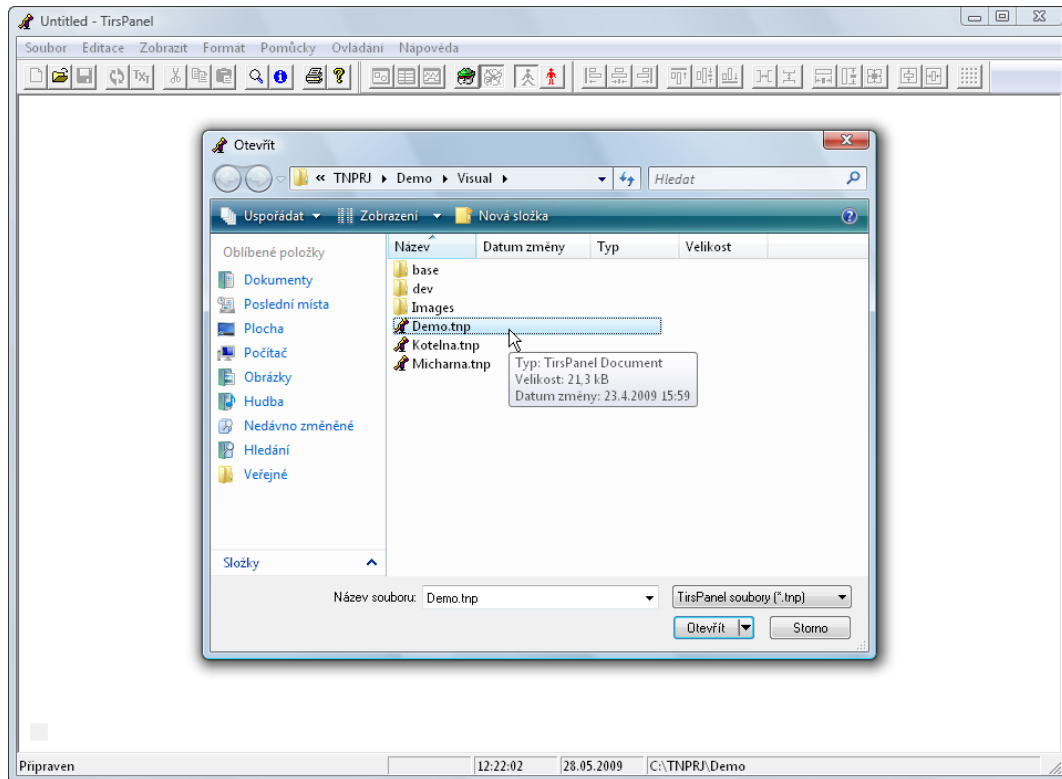 Untitled - TirsPanel
Soubor Editace Zobrazit Formát Pomůcky Ovládání Nápověda
Otevřít
« TNPRJ Demo Visual
Hledat
Uspořádat Zobrazení Nová složka
Oblíbené položky
Dokumenty
Poslední místa
Plocha
Počítač
Obrázky
Hudba
Nedávno změněné
Hledání
Veřejné
Složky
Název Datum změny Typ Velikost
base
dev
Images
Demo.tnp
Kotelna.tnp
Micharna.tnp
Typ: TirsPanel Document
Velikost: 21,3 kB
Datum změny: 23.4.2009 15:59
Název souboru: Demo.tnp TirsPanel soubory (*.tnp)
Otevřít Storno
Připraven 12:22:02 28.05.2009 C:\TNPRJ\Demo